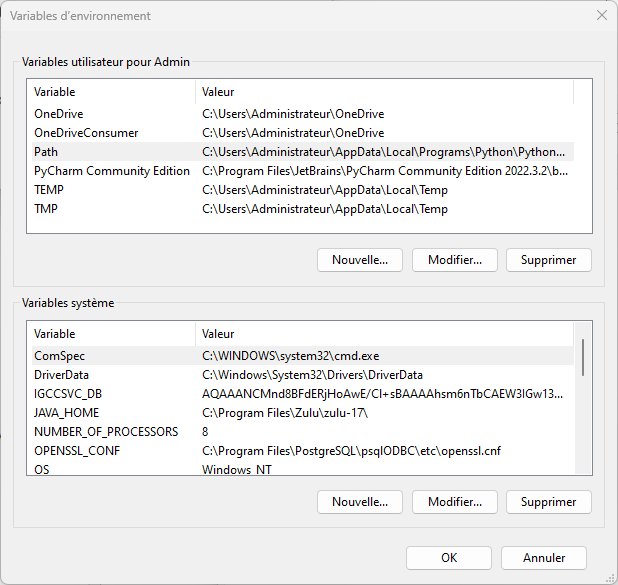 Variables d'environnement
Variables utilisateur pour Admin
Variable Valeur
OneDrive C:\Users\Administrateur\OneDrive
OneDriveConsumer C:\Users\Administrateur\OneDrive
Path C:\Users\Administrateur\AppData\Local\Programs\Python\Python...
PyCharm Community Edition C:\Program Files\JetBrains\PyCharm Community Edition 2022.3.2\b...
TEMP C:\Users\Administrateur\AppData\Local\Temp
TMP C:\Users\Administrateur\AppData\Local\Temp
Nouvelle... Modifier... Supprimer
Variables système
Variable Valeur
ComSpec C:\WINDOWS\system32\cmd.exe
DriverData C:\Windows\System32\Drivers\DriverData
IGCCSVC_DB AQAAANCMnd8BFdERjHoAwE/Cl+sBAAAAhsm6nTbCAEW3lGw13...
JAVA_HOME C:\Program Files\Zulu\zulu-17\
NUMBER_OF_PROCESSORS 8
OPENSSL_CONF C:\Program Files\PostgreSQL\psqlODBC\etc\openssl.cnf
OS Windows_NT
Nouvelle... Modifier... Supprimer
OK Annuler